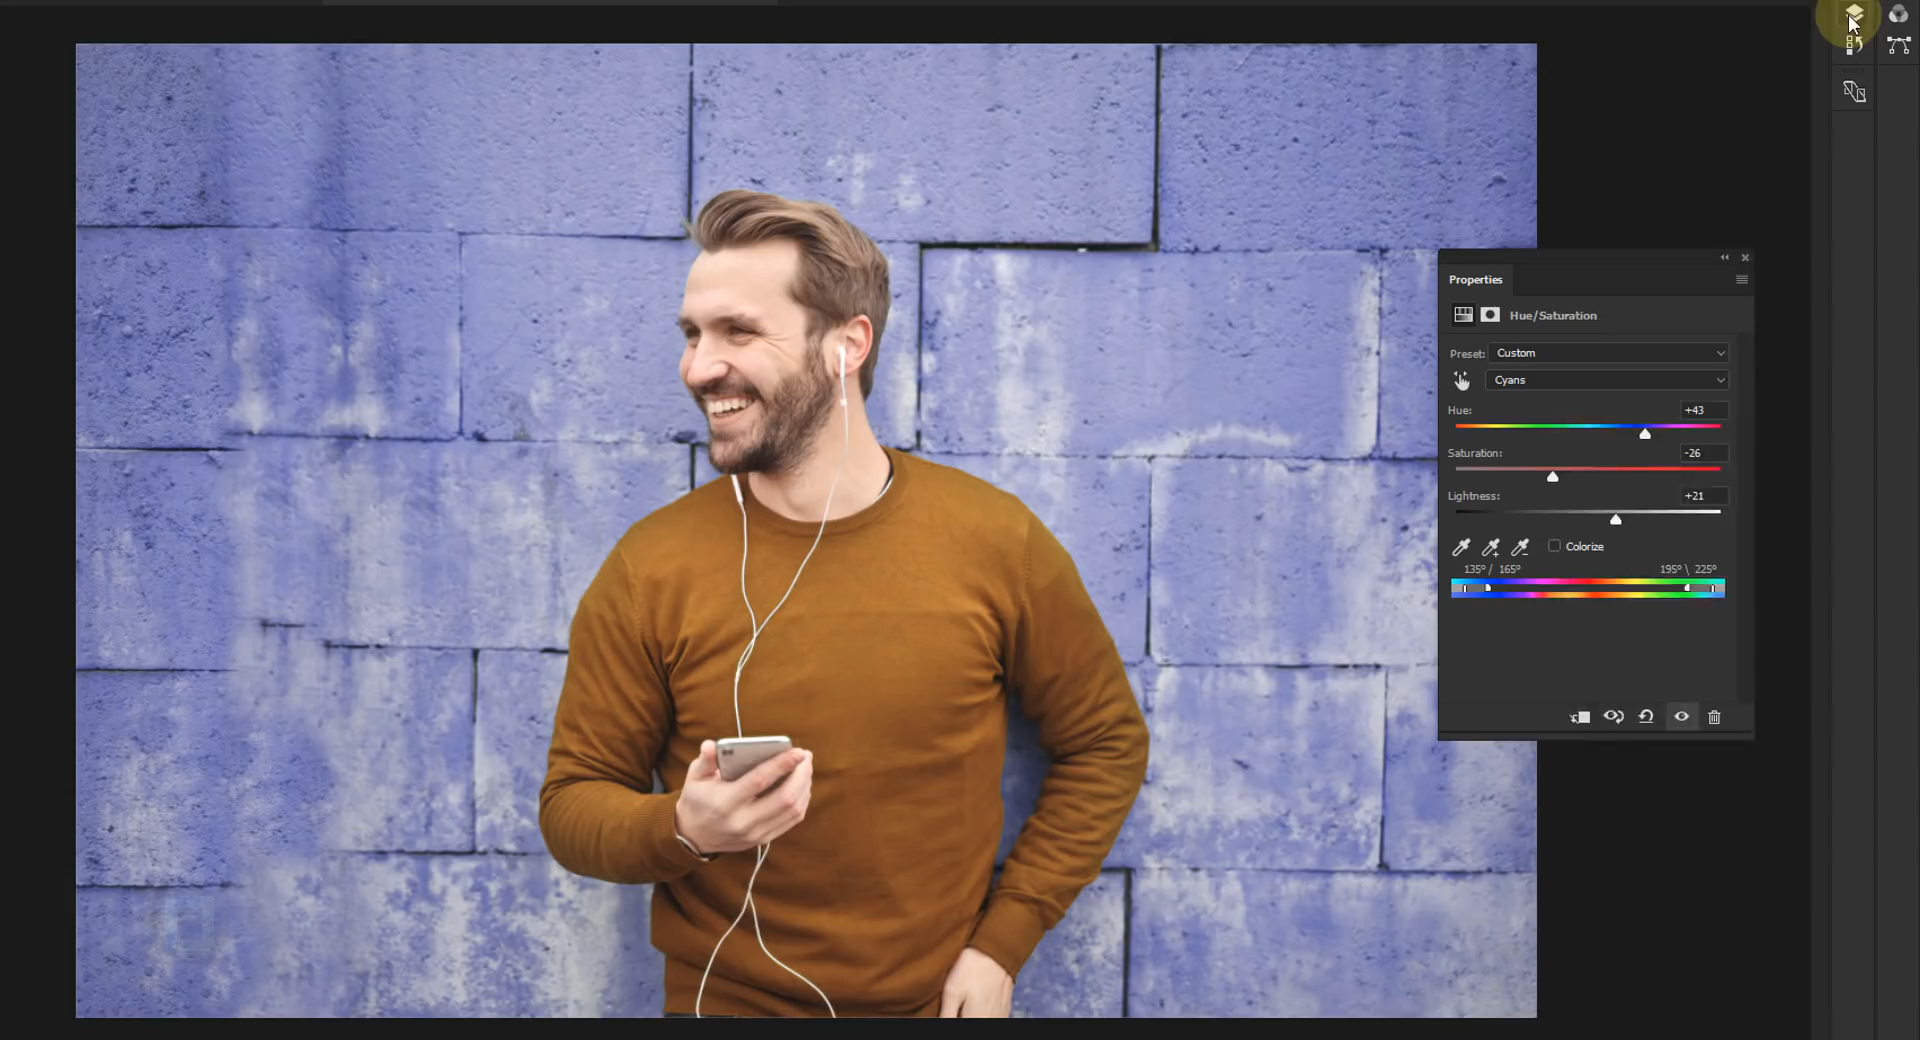 Properties
Hue/Saturation
Preset: Custom
Cyans
Hue: +43
Saturation: -26
Lightness: +21
Colorize
135°/ 165° 195°\ 225°